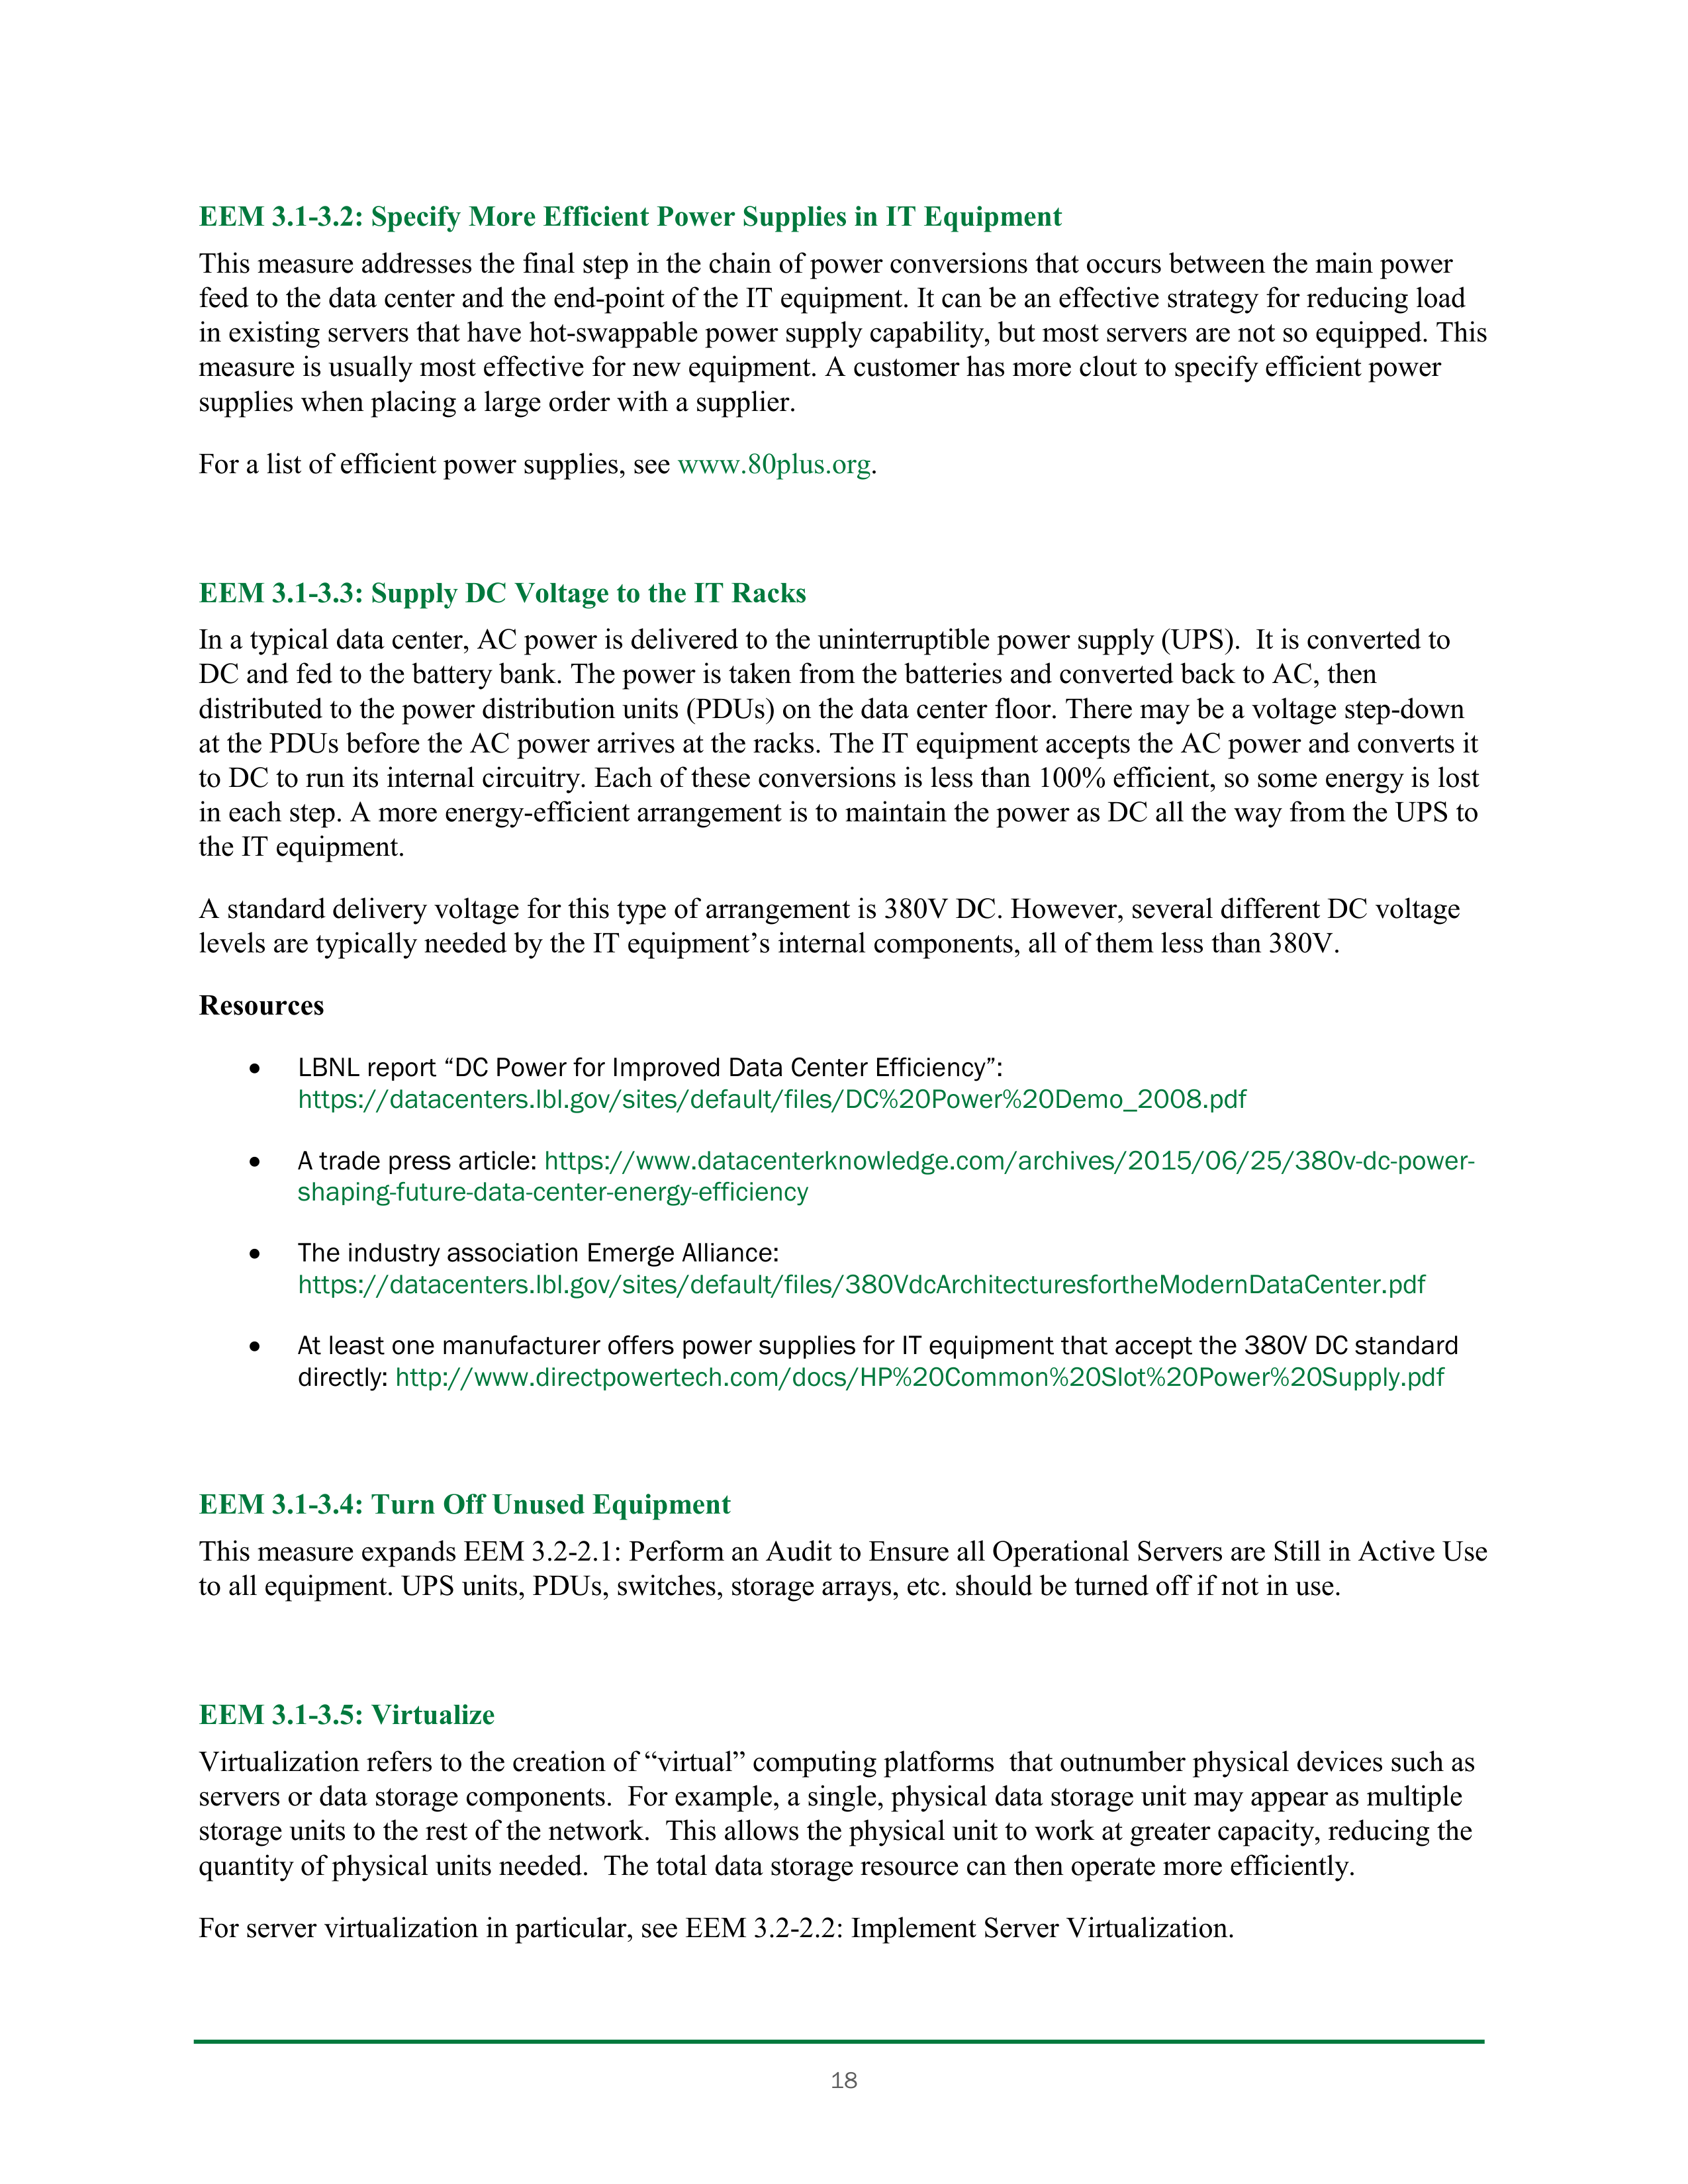 EEM 3.1-3.2: Specify More Efficient Power Supplies in IT Equipment
This measure addresses the final step in the chain of power conversions that occurs between the main power
feed to the data center and the end-point of the IT equipment. It can be an effective strategy for reducing load
in existing servers that have hot-swappable power supply capability, but most servers are not so equipped. This
measure is usually most effective for new equipment. A customer has more clout to specify efficient power
supplies when placing a large order with a supplier.
For a list of efficient power supplies, see www.80plus.org.
EEM 3.1-3.3: Supply DC Voltage to the IT Racks
In a typical data center, AC power is delivered to the uninterruptible power supply (UPS).  It is converted to
DC and fed to the battery bank. The power is taken from the batteries and converted back to AC, then
distributed to the power distribution units (PDUs) on the data center floor. There may be a voltage step-down
at the PDUs before the AC power arrives at the racks. The IT equipment accepts the AC power and converts it
to DC to run its internal circuitry. Each of these conversions is less than 100% efficient, so some energy is lost
in each step. A more energy-efficient arrangement is to maintain the power as DC all the way from the UPS to
the IT equipment.
A standard delivery voltage for this type of arrangement is 380V DC. However, several different DC voltage
levels are typically needed by the IT equipment’s internal components, all of them less than 380V.
Resources
• LBNL report “DC Power for Improved Data Center Efficiency”:
https://datacenters.lbl.gov/sites/default/files/DC%20Power%20Demo_2008.pdf
• A trade press article: https://www.datacenterknowledge.com/archives/2015/06/25/380v-dc-power-
shaping-future-data-center-energy-efficiency
• The industry association Emerge Alliance:
https://datacenters.lbl.gov/sites/default/files/380VdcArchitecturesfortheModernDataCenter.pdf
• At least one manufacturer offers power supplies for IT equipment that accept the 380V DC standard
directly: http://www.directpowertech.com/docs/HP%20Common%20Slot%20Power%20Supply.pdf
EEM 3.1-3.4: Turn Off Unused Equipment
This measure expands EEM 3.2-2.1: Perform an Audit to Ensure all Operational Servers are Still in Active Use
to all equipment. UPS units, PDUs, switches, storage arrays, etc. should be turned off if not in use.
EEM 3.1-3.5: Virtualize
Virtualization refers to the creation of “virtual” computing platforms  that outnumber physical devices such as
servers or data storage components.  For example, a single, physical data storage unit may appear as multiple
storage units to the rest of the network.  This allows the physical unit to work at greater capacity, reducing the
quantity of physical units needed.  The total data storage resource can then operate more efficiently.
For server virtualization in particular, see EEM 3.2-2.2: Implement Server Virtualization.
18